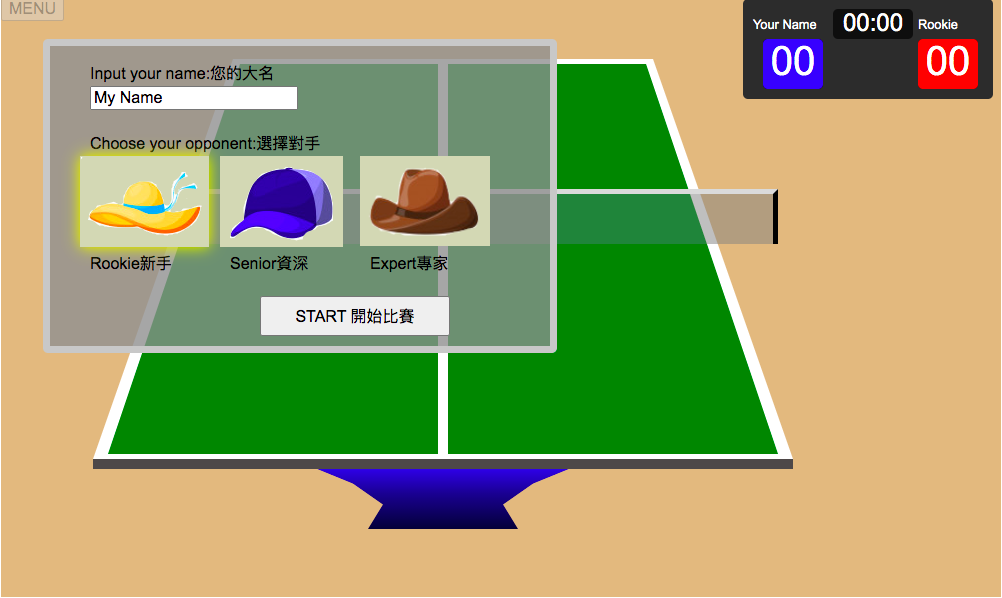 MENU
Your Name 00:00 Rookie
00 00
Input your name:您的大名
My Name
Choose your opponent:選擇對手
Rookie新手 Senior資深 Expert專家
START 開始比賽